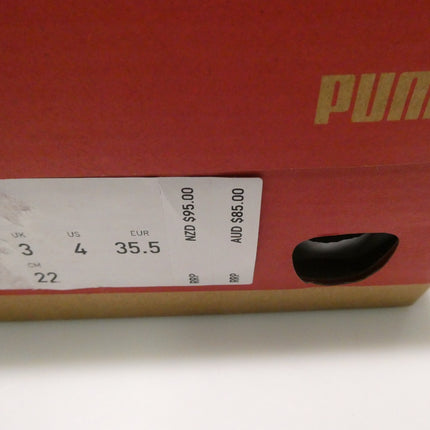 PUM
UK US EUR
3 4 35.5
CM
22
RRP NZD $95.00
RRP AUD $85.00